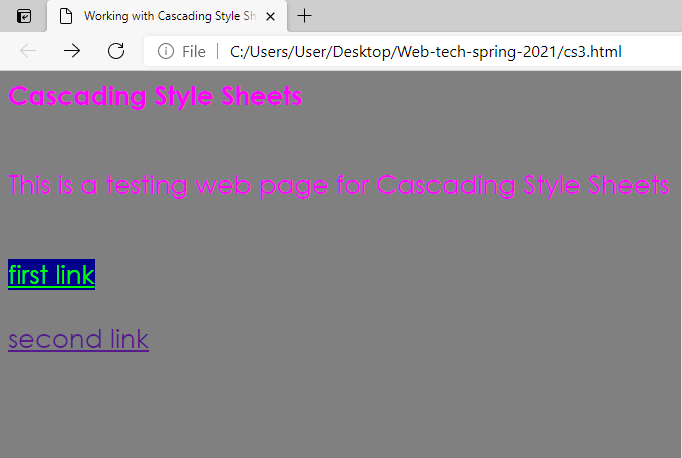 Working with Cascading Style Sh
File
C:/Users/User/Desktop/Web-tech-spring-2021/cs3.html
Cascading Style Sheets
This is a testing web page for Cascading Style Sheets
first link
second link